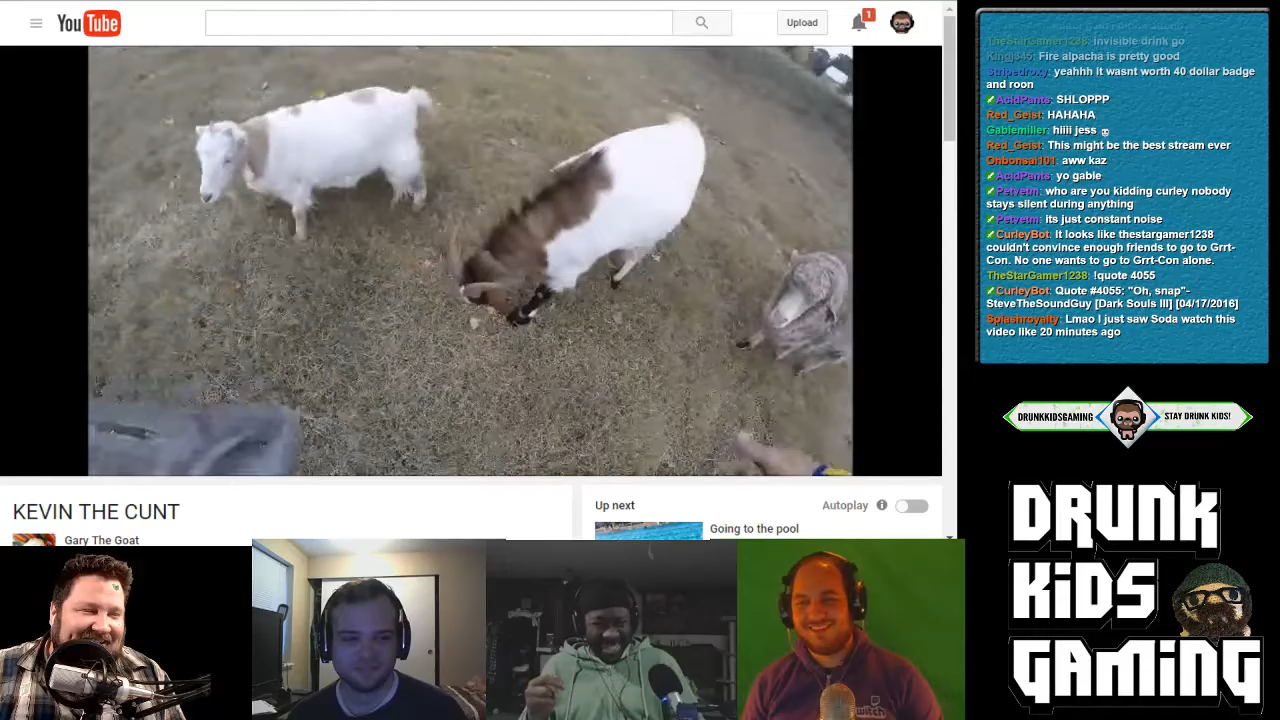 YouTube
Upload
1
KEVIN THE CUNT
Gary The Goat
Up next
Autoplay
Going to the pool
TheStarGamer1238: Invisible drink go
Kingj345: Fire alpacha is pretty good
Stripedroxy: yeahhh it wasnt worth 40 dollar badge
and roon
AcidPants: SHLOPPP
Red_Geist: HAHAHA
Gabiemiller: hiiii jess
Red_Geist: This might be the best stream ever
Ohbonsai101: aww kaz
AcidPants: yo gabie
Petvetm: who are you kidding curley nobody
stays silent during anything
Petvetm: its just constant noise
CurleyBot: It looks like thestargamer1238
couldn't convince enough friends to go to Grrt-
Con. No one wants to go to Grrt-Con alone.
TheStarGamer1238: !quote 4055
CurleyBot: Quote #4055: "Oh, snap"-
SteveTheSoundGuy [Dark Souls III] [04/17/2016]
Splashroyalty: Lmao I just saw Soda watch this
video like 20 minutes ago
DRUNKKIDSGAMING
STAY DRUNK KIDS!
DRUNK
KiDS
GAMiNG